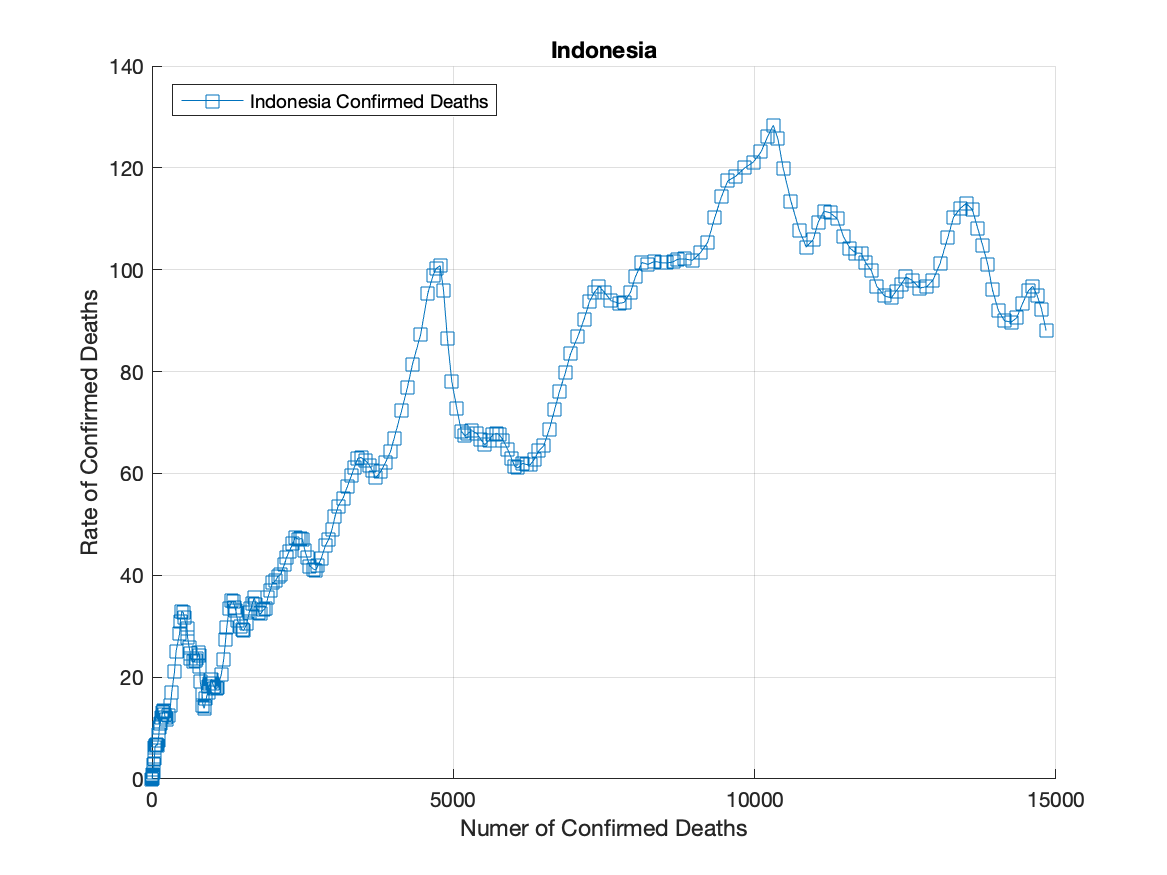 Indonesia
140
Indonesia Confirmed Deaths
120
100
80
60
40
20
0
Rate of Confirmed Deaths
0 5000 10000 15000
Numer of Confirmed Deaths